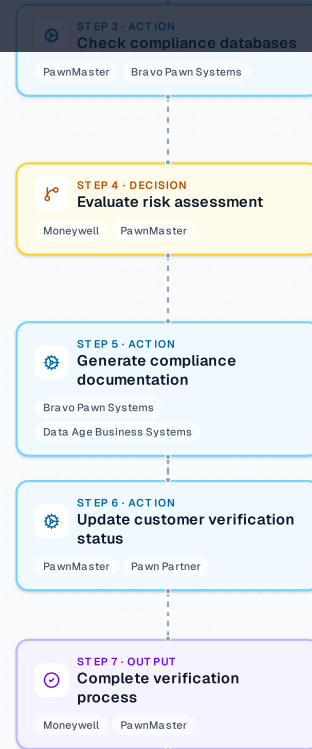 STEP 3 · ACTION
Check compliance databases
PawnMaster Bravo Pawn Systems
STEP 4 · DECISION
Evaluate risk assessment
Moneywell PawnMaster
STEP 5 · ACTION
Generate compliance
documentation
Bravo Pawn Systems
Data Age Business Systems
STEP 6 · ACTION
Update customer verification
status
PawnMaster Pawn Partner
STEP 7 · OUTPUT
Complete verification
process
Moneywell PawnMaster